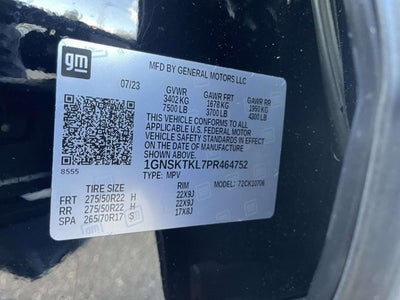 gm
MFD BY GENERAL MOTORS LLC
07/23
GVWR GAWR FRT GAWR RR
3402 KG 1678 KG 1950 KG
7500 LB 3700 LB 4300 LB
THIS VEHICLE CONFORMS TO ALL APPLICABLE
U.S. FEDERAL MOTOR VEHICLE SAFETY
STANDARDS IN EFFECT
ON THE DATE OF MANUFACTURE
SHOWN ABOVE.
1GNSKTKL7PR464752
TYPE: MPV
8555
MODEL: 72CK10706
TIRE SIZE RIM
FRT 275/50R22 H 22X9J
RR 275/50R22 H 22X9J
SPA 265/70R17 S 17X8J